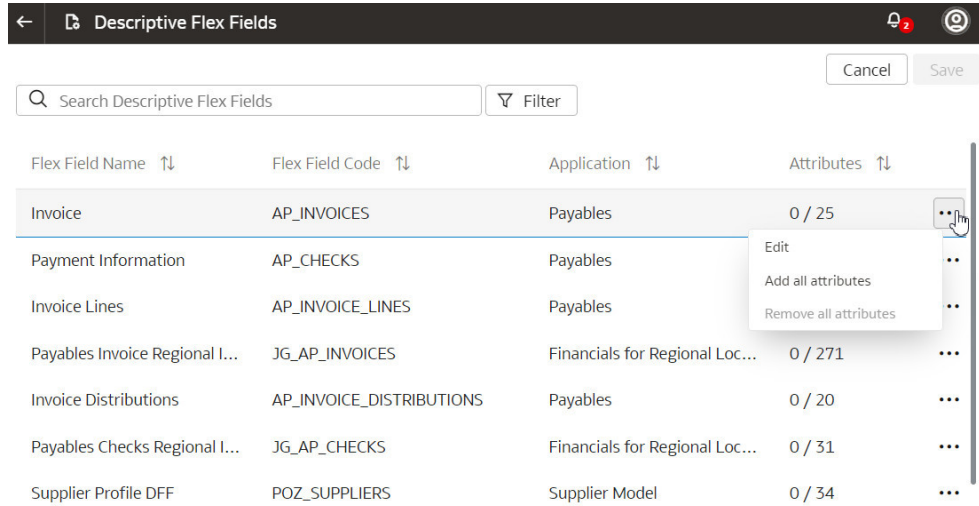 Descriptive Flex Fields
2
Cancel Save
Search Descriptive Flex Fields Filter
Flex Field Name Flex Field Code Application Attributes
Invoice AP_INVOICES Payables 0 / 25
Edit
Payment Information AP_CHECKS Payables
Add all attributes
Invoice Lines AP_INVOICE_LINES Payables
Remove all attributes
Payables Invoice Regional I... JG_AP_INVOICES Financials for Regional Loc... 0 / 271
Invoice Distributions AP_INVOICE_DISTRIBUTIONS Payables 0 / 20
Payables Checks Regional I... JG_AP_CHECKS Financials for Regional Loc... 0 / 31
Supplier Profile DFF POZ_SUPPLIERS Supplier Model 0 / 34